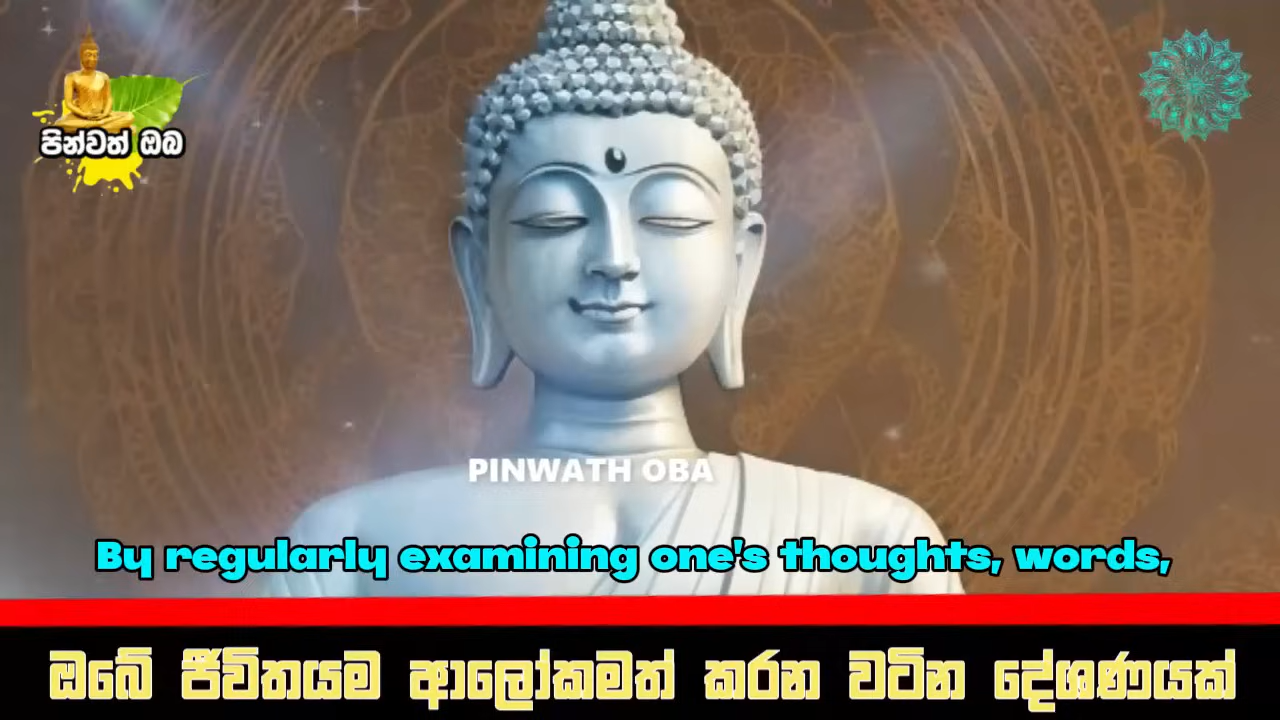 පින්වත් ඔබ
PINWATH OBA
By regularly examining one's thoughts, words,
ඔබේ ජීවිතයම ආලෝකමත් කරන වටින දේශණයක්